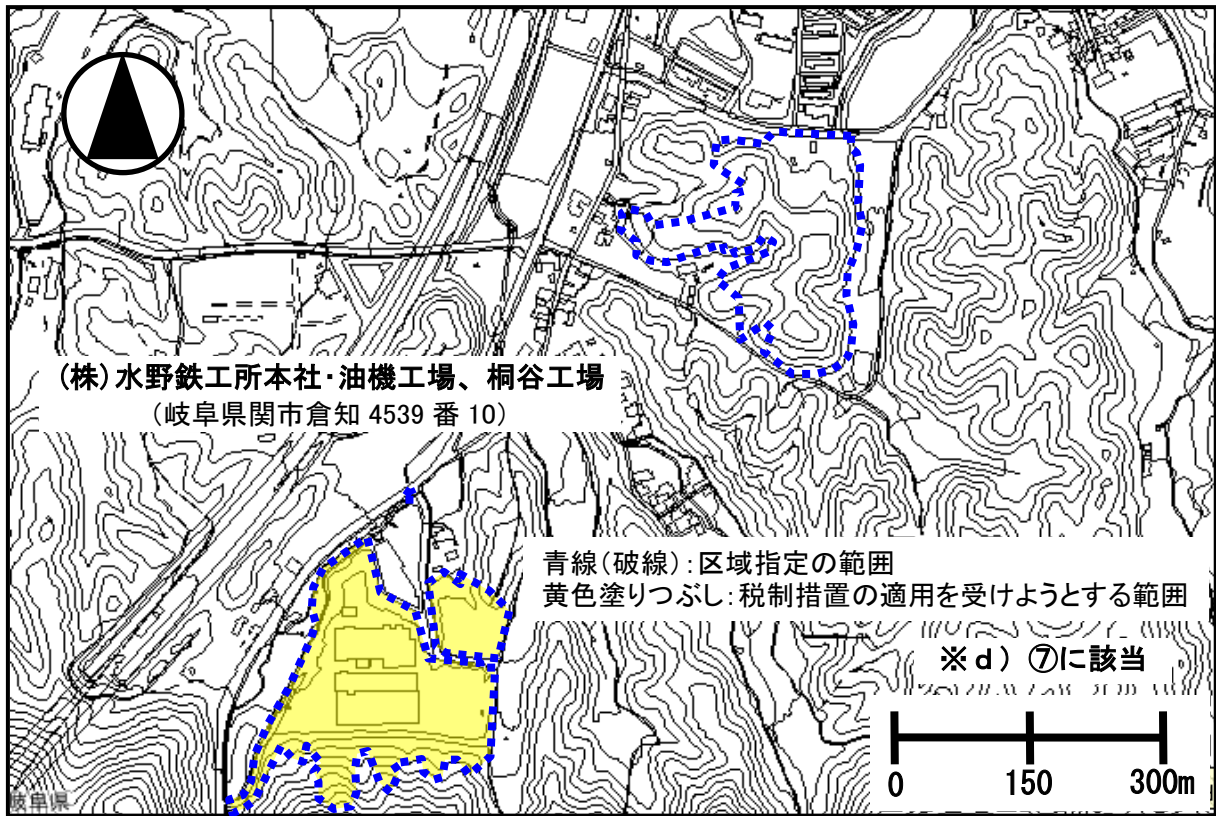 (株)水野鉄工所本社・油機工場、桐谷工場
(岐阜県関市倉知 4539 番 10)
青線(破線):区域指定の範囲
黄色塗りつぶし:税制措置の適用を受けようとする範囲
※d) ⑦に該当
0 150 300m
岐阜県